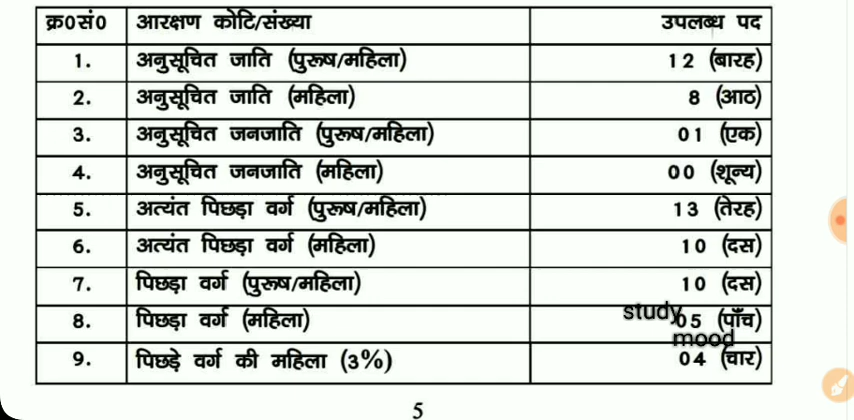 क्र०सं० आरक्षण कोटि/संख्या उपलब्ध पद
1. अनुसूचित जाति (पुरूष/महिला) 12 (बारह)
2. अनुसूचित जाति (महिला) 8 (आठ)
3. अनुसूचित जनजाति (पुरूष/महिला) 01 (एक)
4. अनुसूचित जनजाति (महिला) 00 (शून्य)
5. अत्यंत पिछड़ा वर्ग (पुरूष/महिला) 13 (तेरह)
6. अत्यंत पिछड़ा वर्ग (महिला) 10 (दस)
7. पिछड़ा वर्ग (पुरूष/महिला) 10 (दस)
8. पिछड़ा वर्ग (महिला) 05 (पाँच)
study
mood
9. पिछड़े वर्ग की महिला (3%) 04 (चार)
5